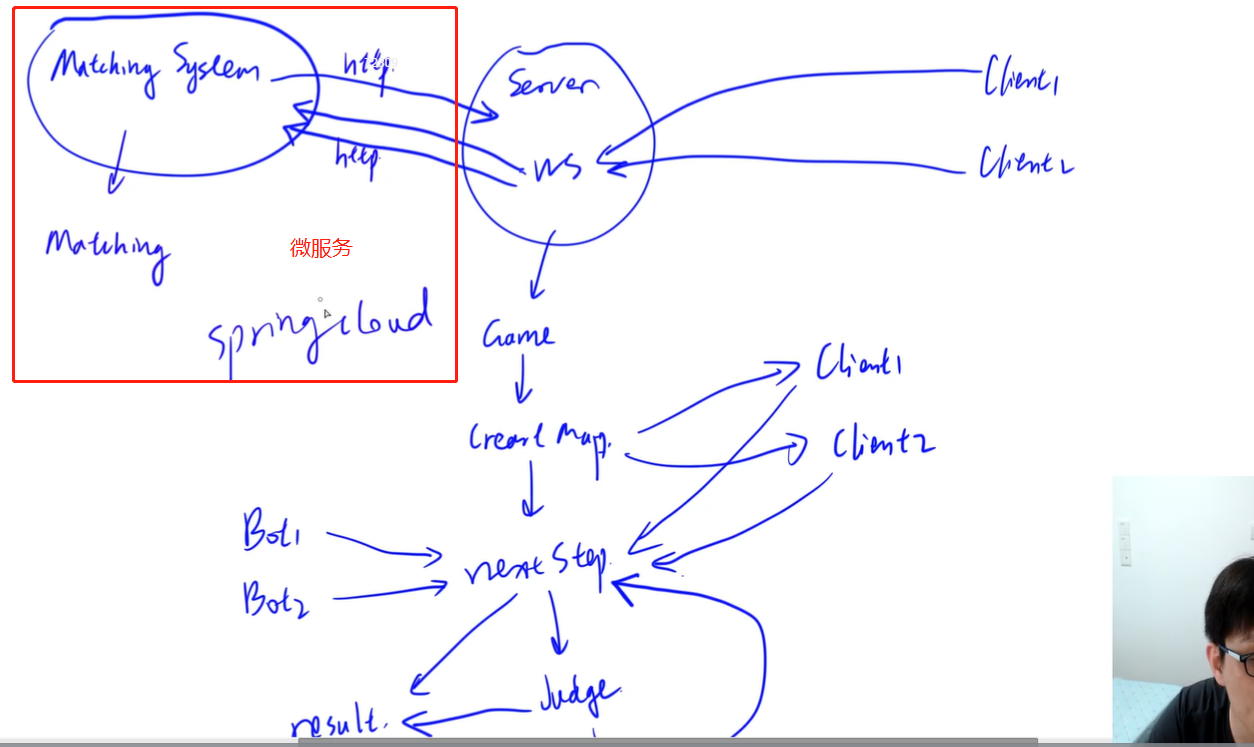 Matching System
http
Server
Client1
http
WS
Client2
Matching
微服务
springcloud
Game
Client1
Creat Map.
Client2
Bot1
nextStep.
Bot2
Judge
result.